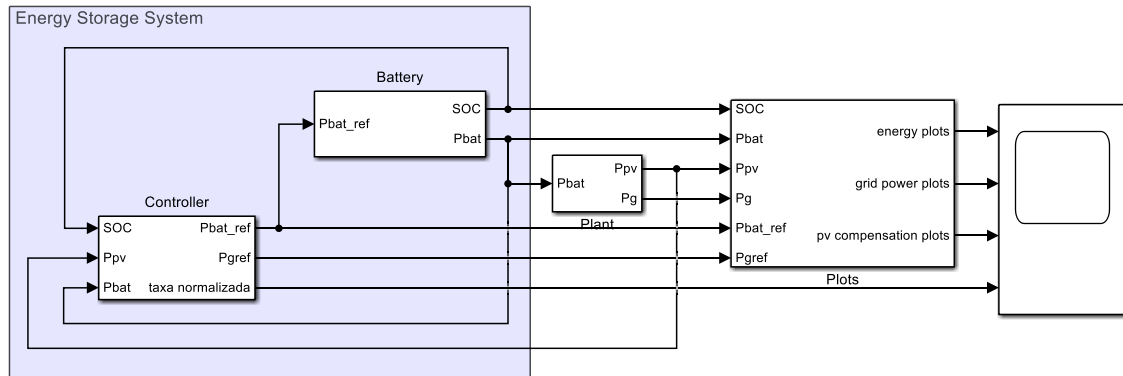 Energy Storage System
Battery
Pbat_ref
SOC
Pbat
Controller
SOC
Ppv
Pbat
Pbat_ref
Pgref
taxa normalizada
Pbat
Ppv
Pg
Plant
SOC
Pbat
Ppv
Pg
Pbat_ref
Pgref
energy plots
grid power plots
pv compensation plots
Plots